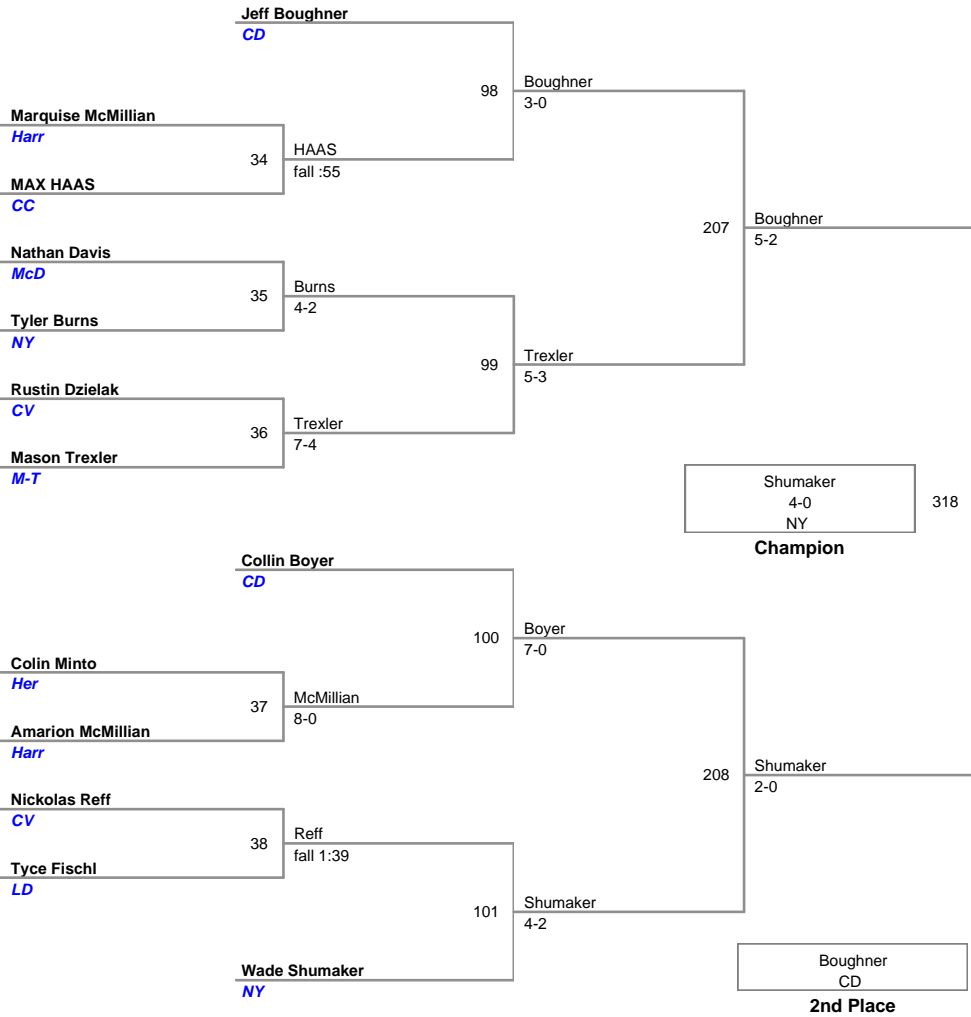 Jeff Boughner
CD
98
Boughner
3-0
Marquise McMillian
Harr
34
HAAS
fall :55
MAX HAAS
CC
207
Boughner
5-2
Nathan Davis
McD
35
Burns
4-2
Tyler Burns
NY
99
Trexler
5-3
Rustin Dzielak
CV
36
Trexler
7-4
Mason Trexler
M-T
Shumaker
4-0
NY
318
Champion
Collin Boyer
CD
100
Boyer
7-0
Colin Minto
Her
37
McMillian
8-0
Amarion McMillian
Harr
208
Shumaker
2-0
Nickolas Reff
CV
38
Reff
fall 1:39
Tyce Fischl
LD
101
Shumaker
4-2
Wade Shumaker
NY
Boughner
CD
2nd Place